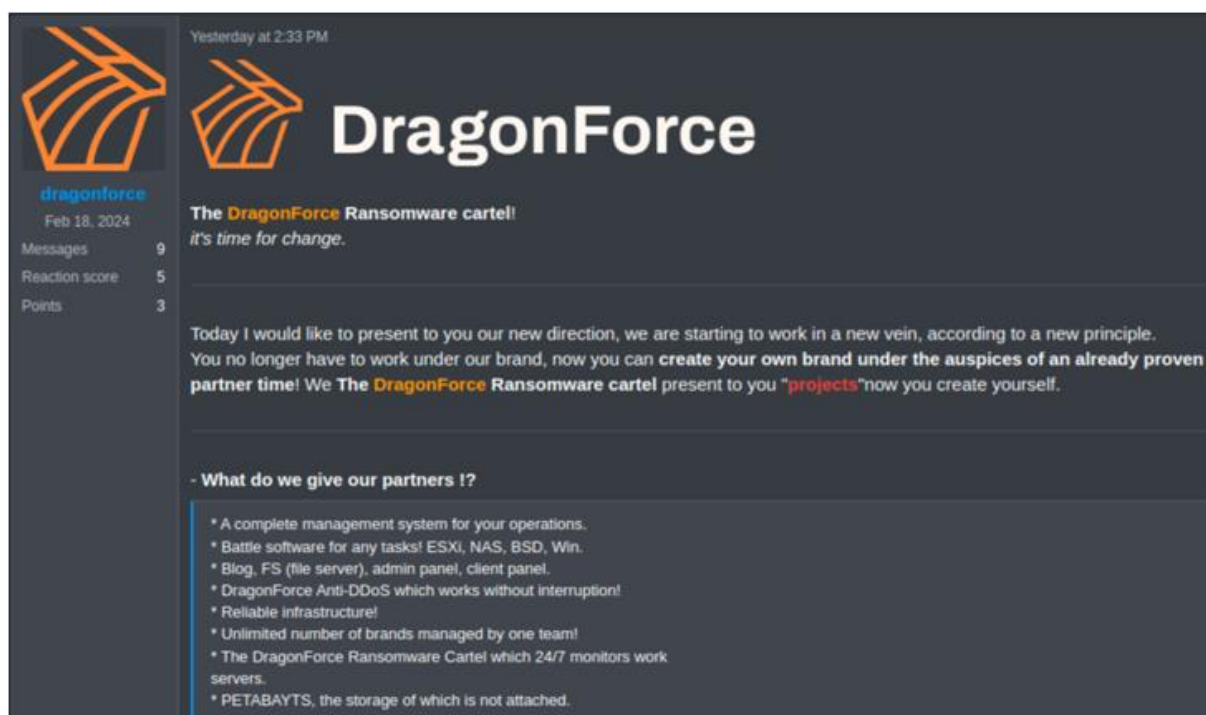 Yesterday at 2:33 PM
DragonForce
dragonforce
Feb 18, 2024
Messages 9
Reaction score 5
Points 3
The DragonForce Ransomware cartel!
it's time for change.
Today I would like to present to you our new direction, we are starting to work in a new vein, according to a new principle.
You no longer have to work under our brand, now you can create your own brand under the auspices of an already proven
partner time! We The DragonForce Ransomware cartel present to you "projects"now you create yourself.
- What do we give our partners !?
* A complete management system for your operations.
* Battle software for any tasks! ESXi, NAS, BSD, Win.
* Blog, FS (file server), admin panel, client panel.
* DragonForce Anti-DDoS which works without interruption!
* Reliable infrastructure!
* Unlimited number of brands managed by one team!
* The DragonForce Ransomware Cartel which 24/7 monitors work
servers.
* PETABAYTS, the storage of which is not attached.